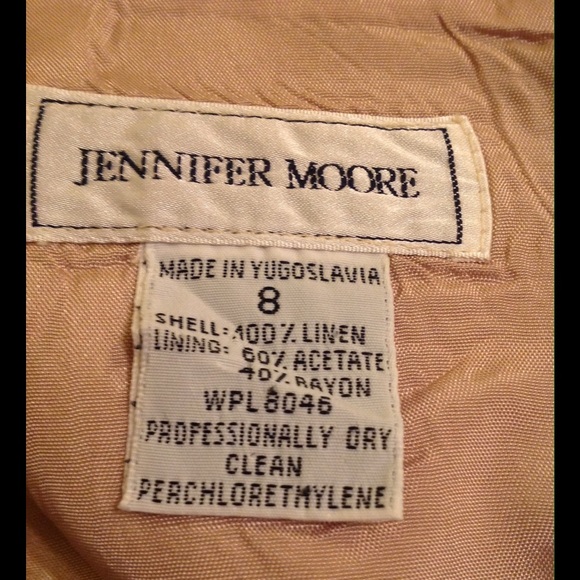 JENNIFER MOORE
MADE IN YUGOSLAVIA
8
SHELL: 100% LINEN
LINING: 60% ACETATE
40% RAYON
WPL 8046
PROFESSIONALLY DRY
CLEAN
PERCHLORETHYLENE